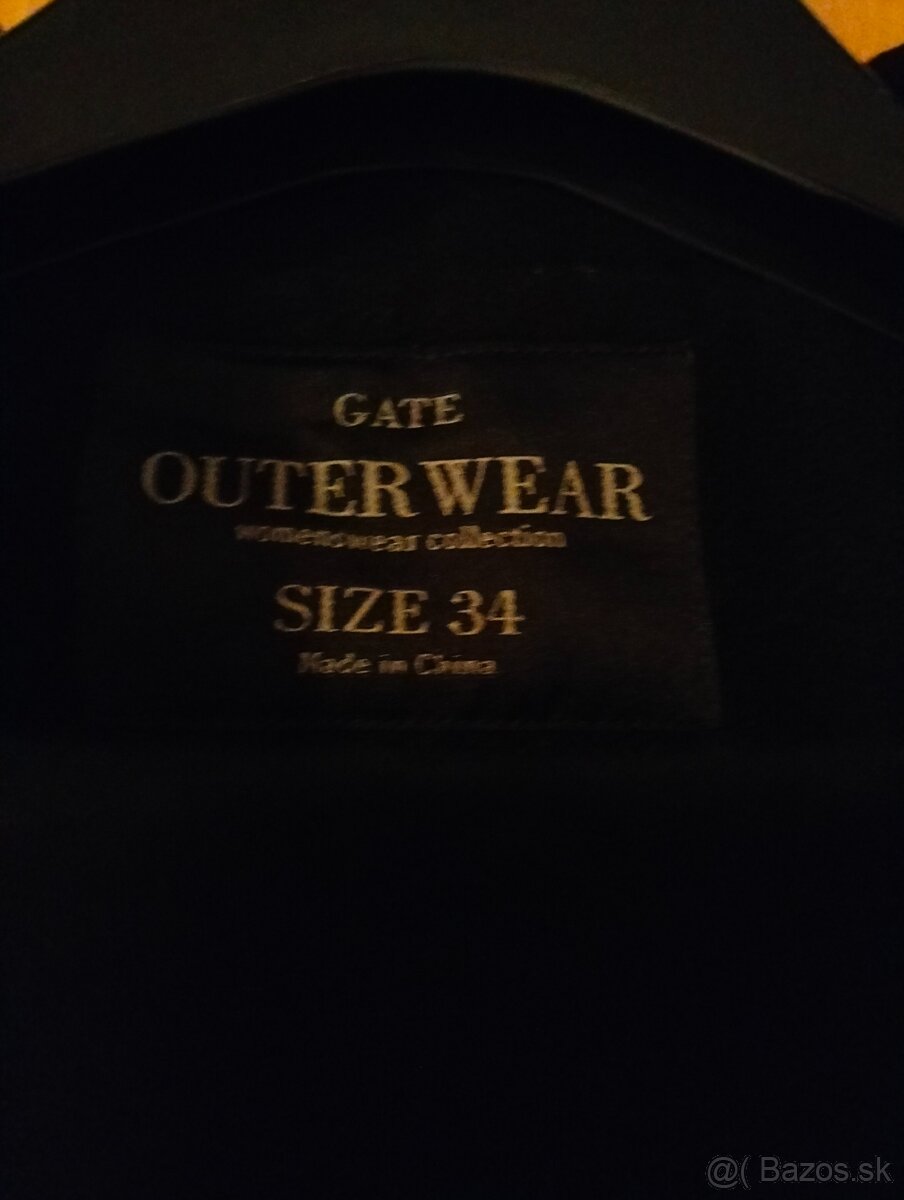 GATE
OUTERWEAR
womenswear collection
SIZE 34
Made in China
@( Bazos.sk